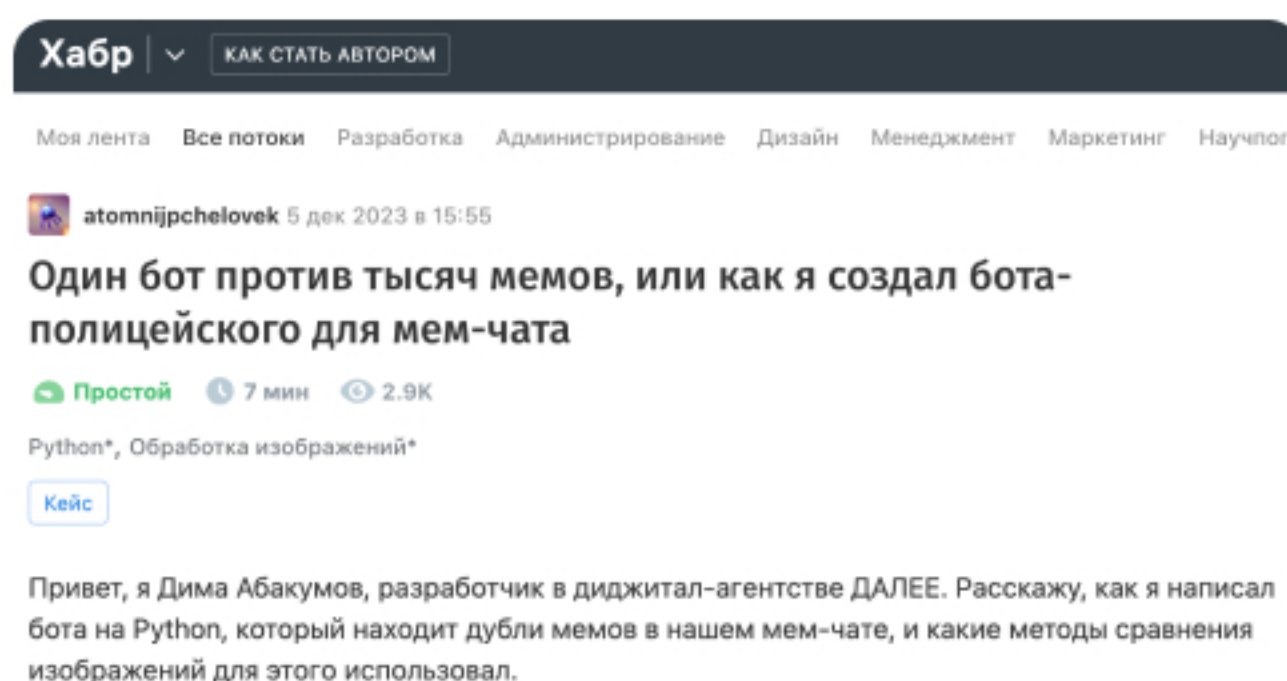 Хабр КАК СТАТЬ АВТОРОМ
Моя лента Все потоки Разработка Администрирование Дизайн Менеджмент Маркетинг Научпоп
atomnijpchelovek 5 дек 2023 в 15:55
Один бот против тысяч мемов, или как я создал бота-
полицейского для мем-чата
Простой 7 мин 2.9K
Python*, Обработка изображений*
Кейс
Привет, я Дима Абакумов, разработчик в диджитал-агентстве ДАЛЕЕ. Расскажу, как я написал
бота на Python, который находит дубли мемов в нашем мем-чате, и какие методы сравнения
изображений для этого использовал.